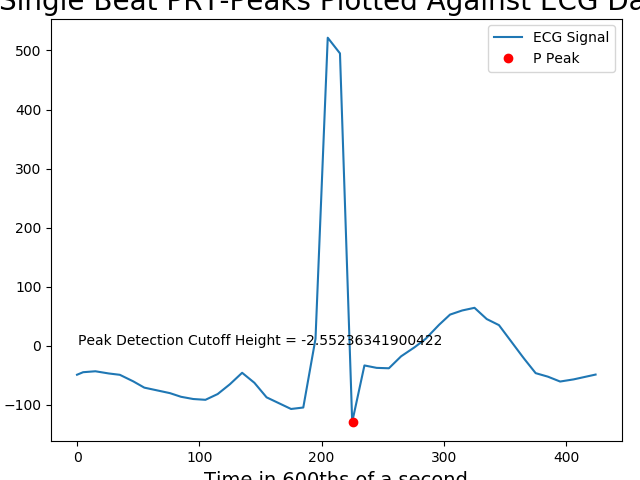 Single Beat PRT-Peaks Plotted Against ECG Da
ECG Signal
P Peak
500
400
300
200
100
0
−100
Peak Detection Cutoff Height = -2.55236341900422
0 100 200 300 400
Time in 600ths of a second